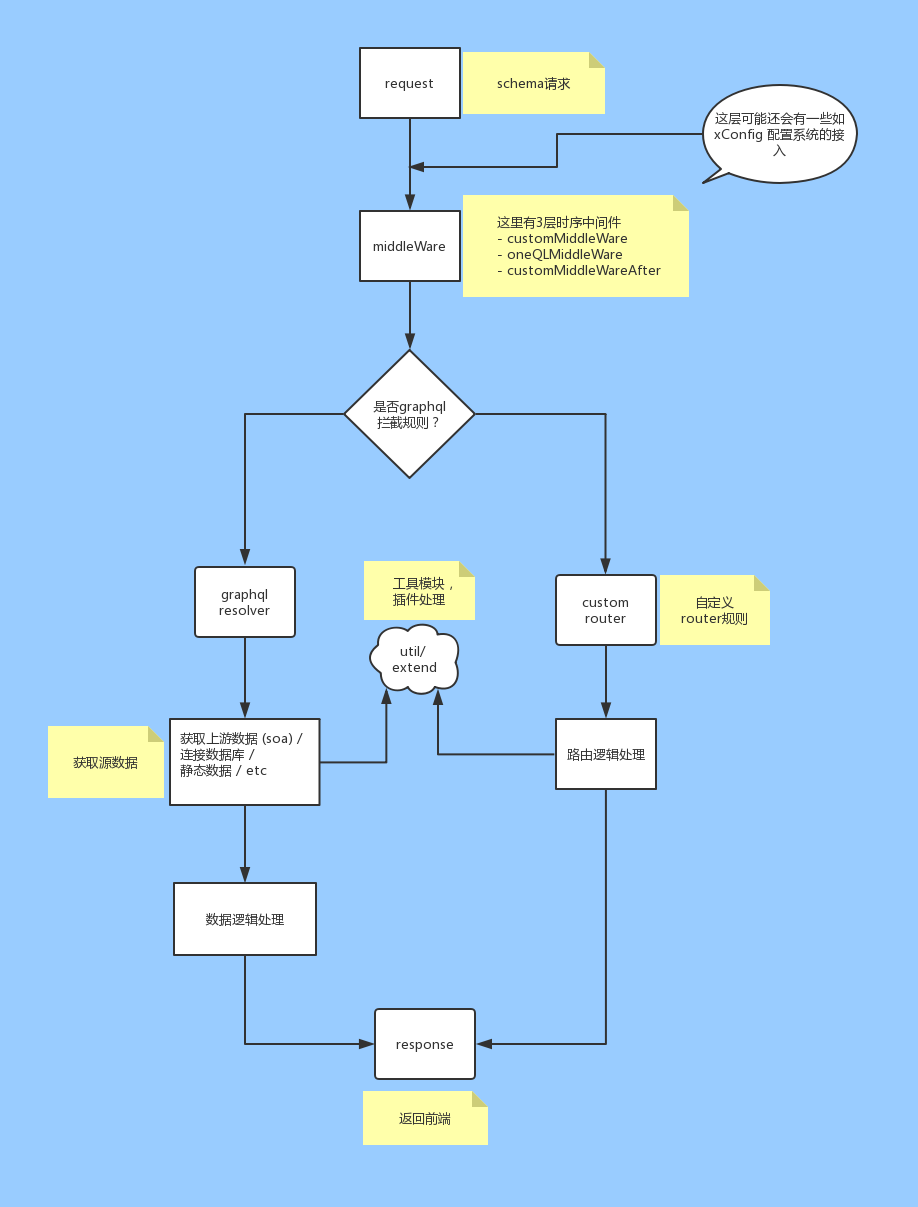 request
schema请求
这层可能还会有一些如
xConfig 配置系统的接
入
middleWare
这里有3层时序中间件
- customMiddleWare
- oneQLMiddleWare
- customMiddleWareAfter
是否graphql
拦截规则？
graphql
resolver
工具模块，
插件处理
util/
extend
custom
router
自定义
router规则
获取源数据
获取上游数据 (soa) /
连接数据库 /
静态数据 / etc
路由逻辑处理
数据逻辑处理
response
返回前端